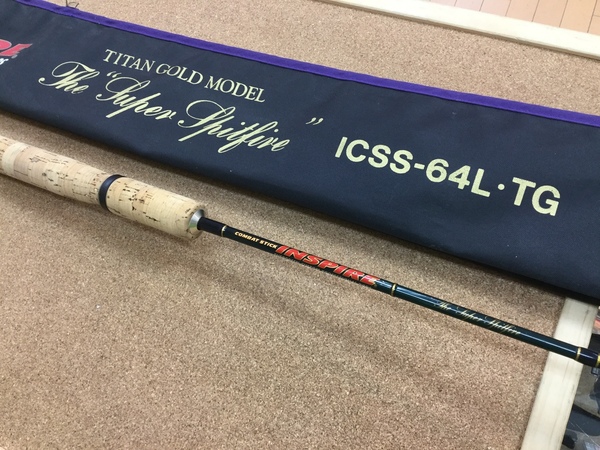 TITAN GOLD MODEL
The "Super Spitfire"
ICSS-64L·TG
COMBAT STICK INSPIRE
The Super Spitfire